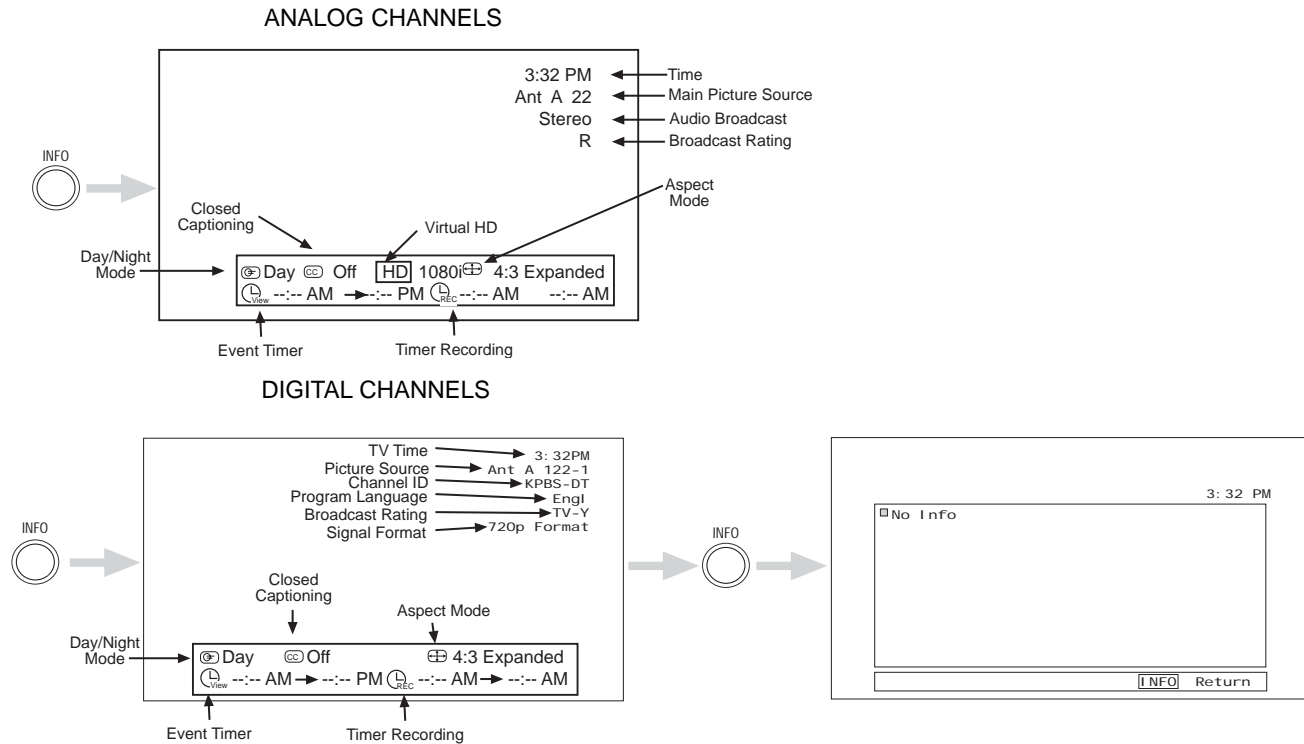 ANALOG CHANNELS
3:32 PM
Time
Ant A 22
Main Picture Source
Stereo
Audio Broadcast
R
Broadcast Rating
INFO
Aspect
Mode
Closed
Captioning
Virtual HD
Day/Night
Mode
Day CC Off HD 1080i 4:3 Expanded
View --:-- AM --:-- PM REC --:-- AM --:-- AM
Event Timer
Timer Recording
DIGITAL CHANNELS
TV Time 3:32PM
Picture Source Ant A 122-1
Channel ID KPBS-DT
Program Language Engl
Broadcast Rating TV-Y
Signal Format 720p Format
INFO
INFO
3:32 PM
No Info
INFO Return
Closed
Captioning
Aspect Mode
Day/Night
Mode
Day CC Off 4:3 Expanded
View --:-- AM --:-- PM REC --:-- AM --:-- AM
Event Timer
Timer Recording